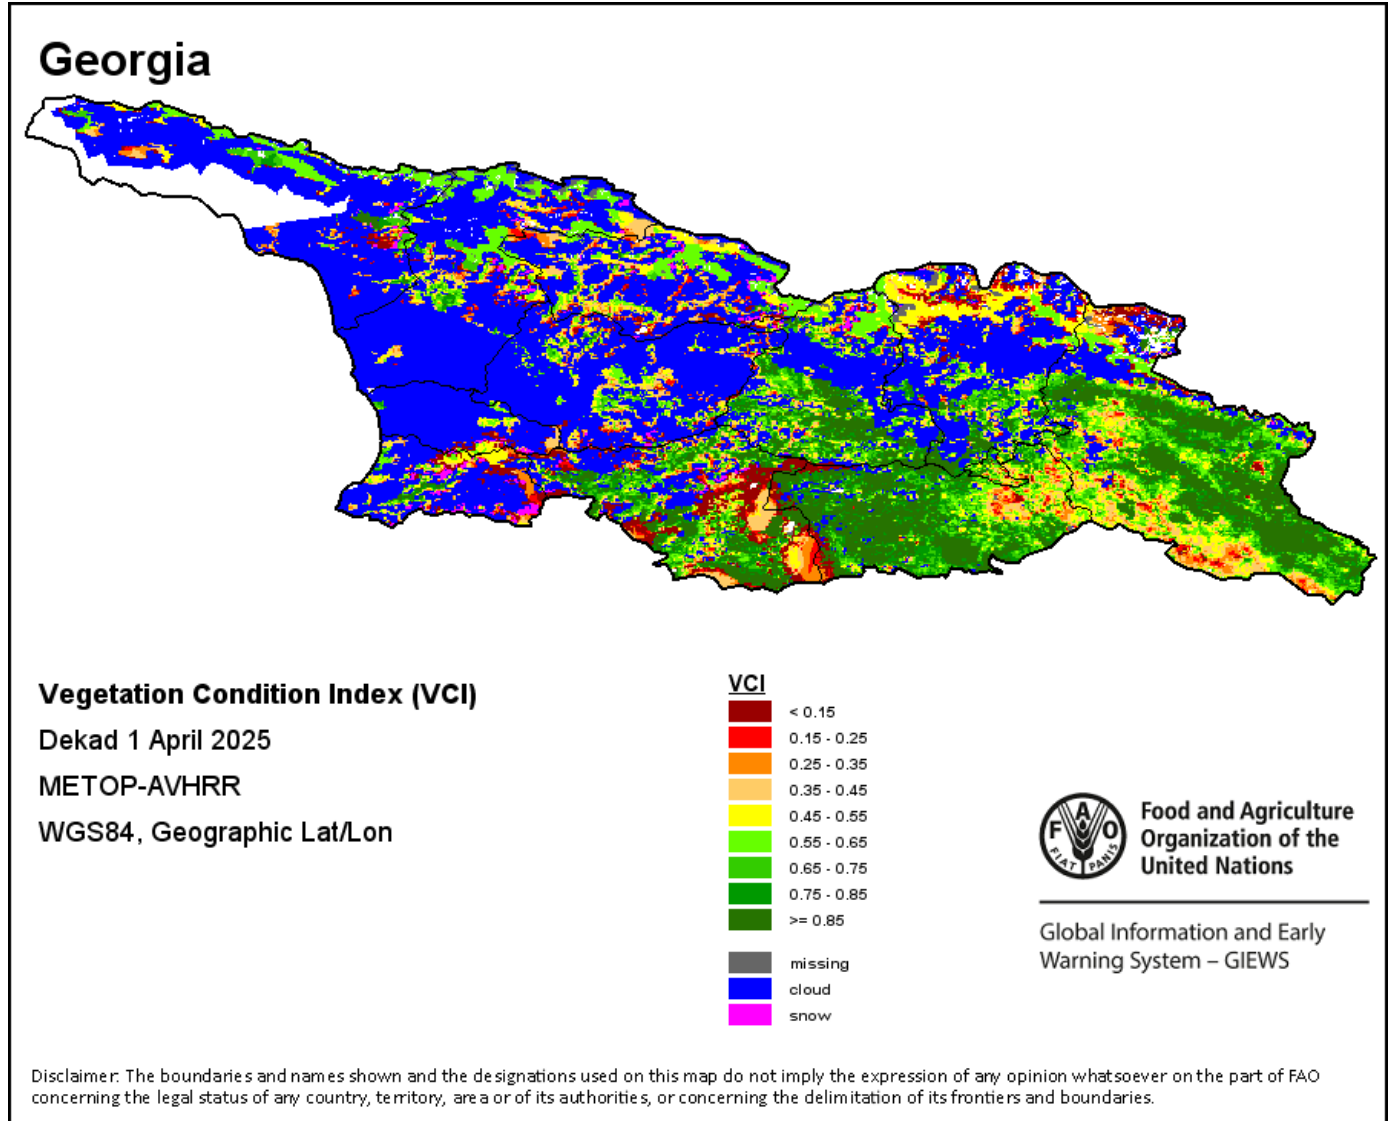 Georgia
Vegetation Condition Index (VCI)
Dekad 1 April 2025
METOP-AVHRR
WGS84, Geographic Lat/Lon
VCI
< 0.15
0.15 - 0.25
0.25 - 0.35
0.35 - 0.45
0.45 - 0.55
0.55 - 0.65
0.65 - 0.75
0.75 - 0.85
>= 0.85
missing
cloud
snow
F A O
FIAT PANIS
Food and Agriculture
Organization of the
United Nations
Global Information and Early
Warning System – GIEWS
Disclaimer: The boundaries and names shown and the designations used on this map do not imply the expression of any opinion whatsoever on the part of FAO
concerning the legal status of any country, territory, area or of its authorities, or concerning the delimitation of its frontiers and boundaries.